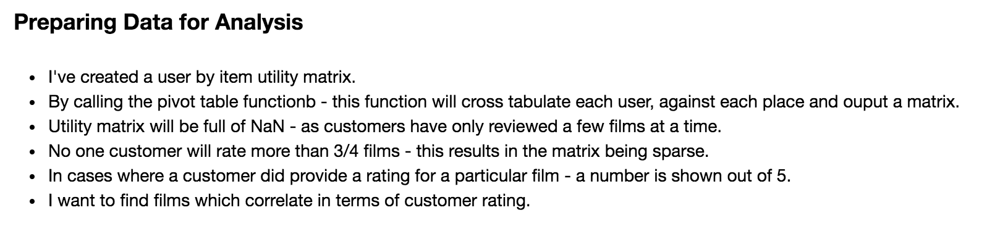 Preparing Data for Analysis
• I've created a user by item utility matrix.
• By calling the pivot table functionb - this function will cross tabulate each user, against each place and ouput a matrix.
• Utility matrix will be full of NaN - as customers have only reviewed a few films at a time.
• No one customer will rate more than 3/4 films - this results in the matrix being sparse.
• In cases where a customer did provide a rating for a particular film - a number is shown out of 5.
• I want to find films which correlate in terms of customer rating.